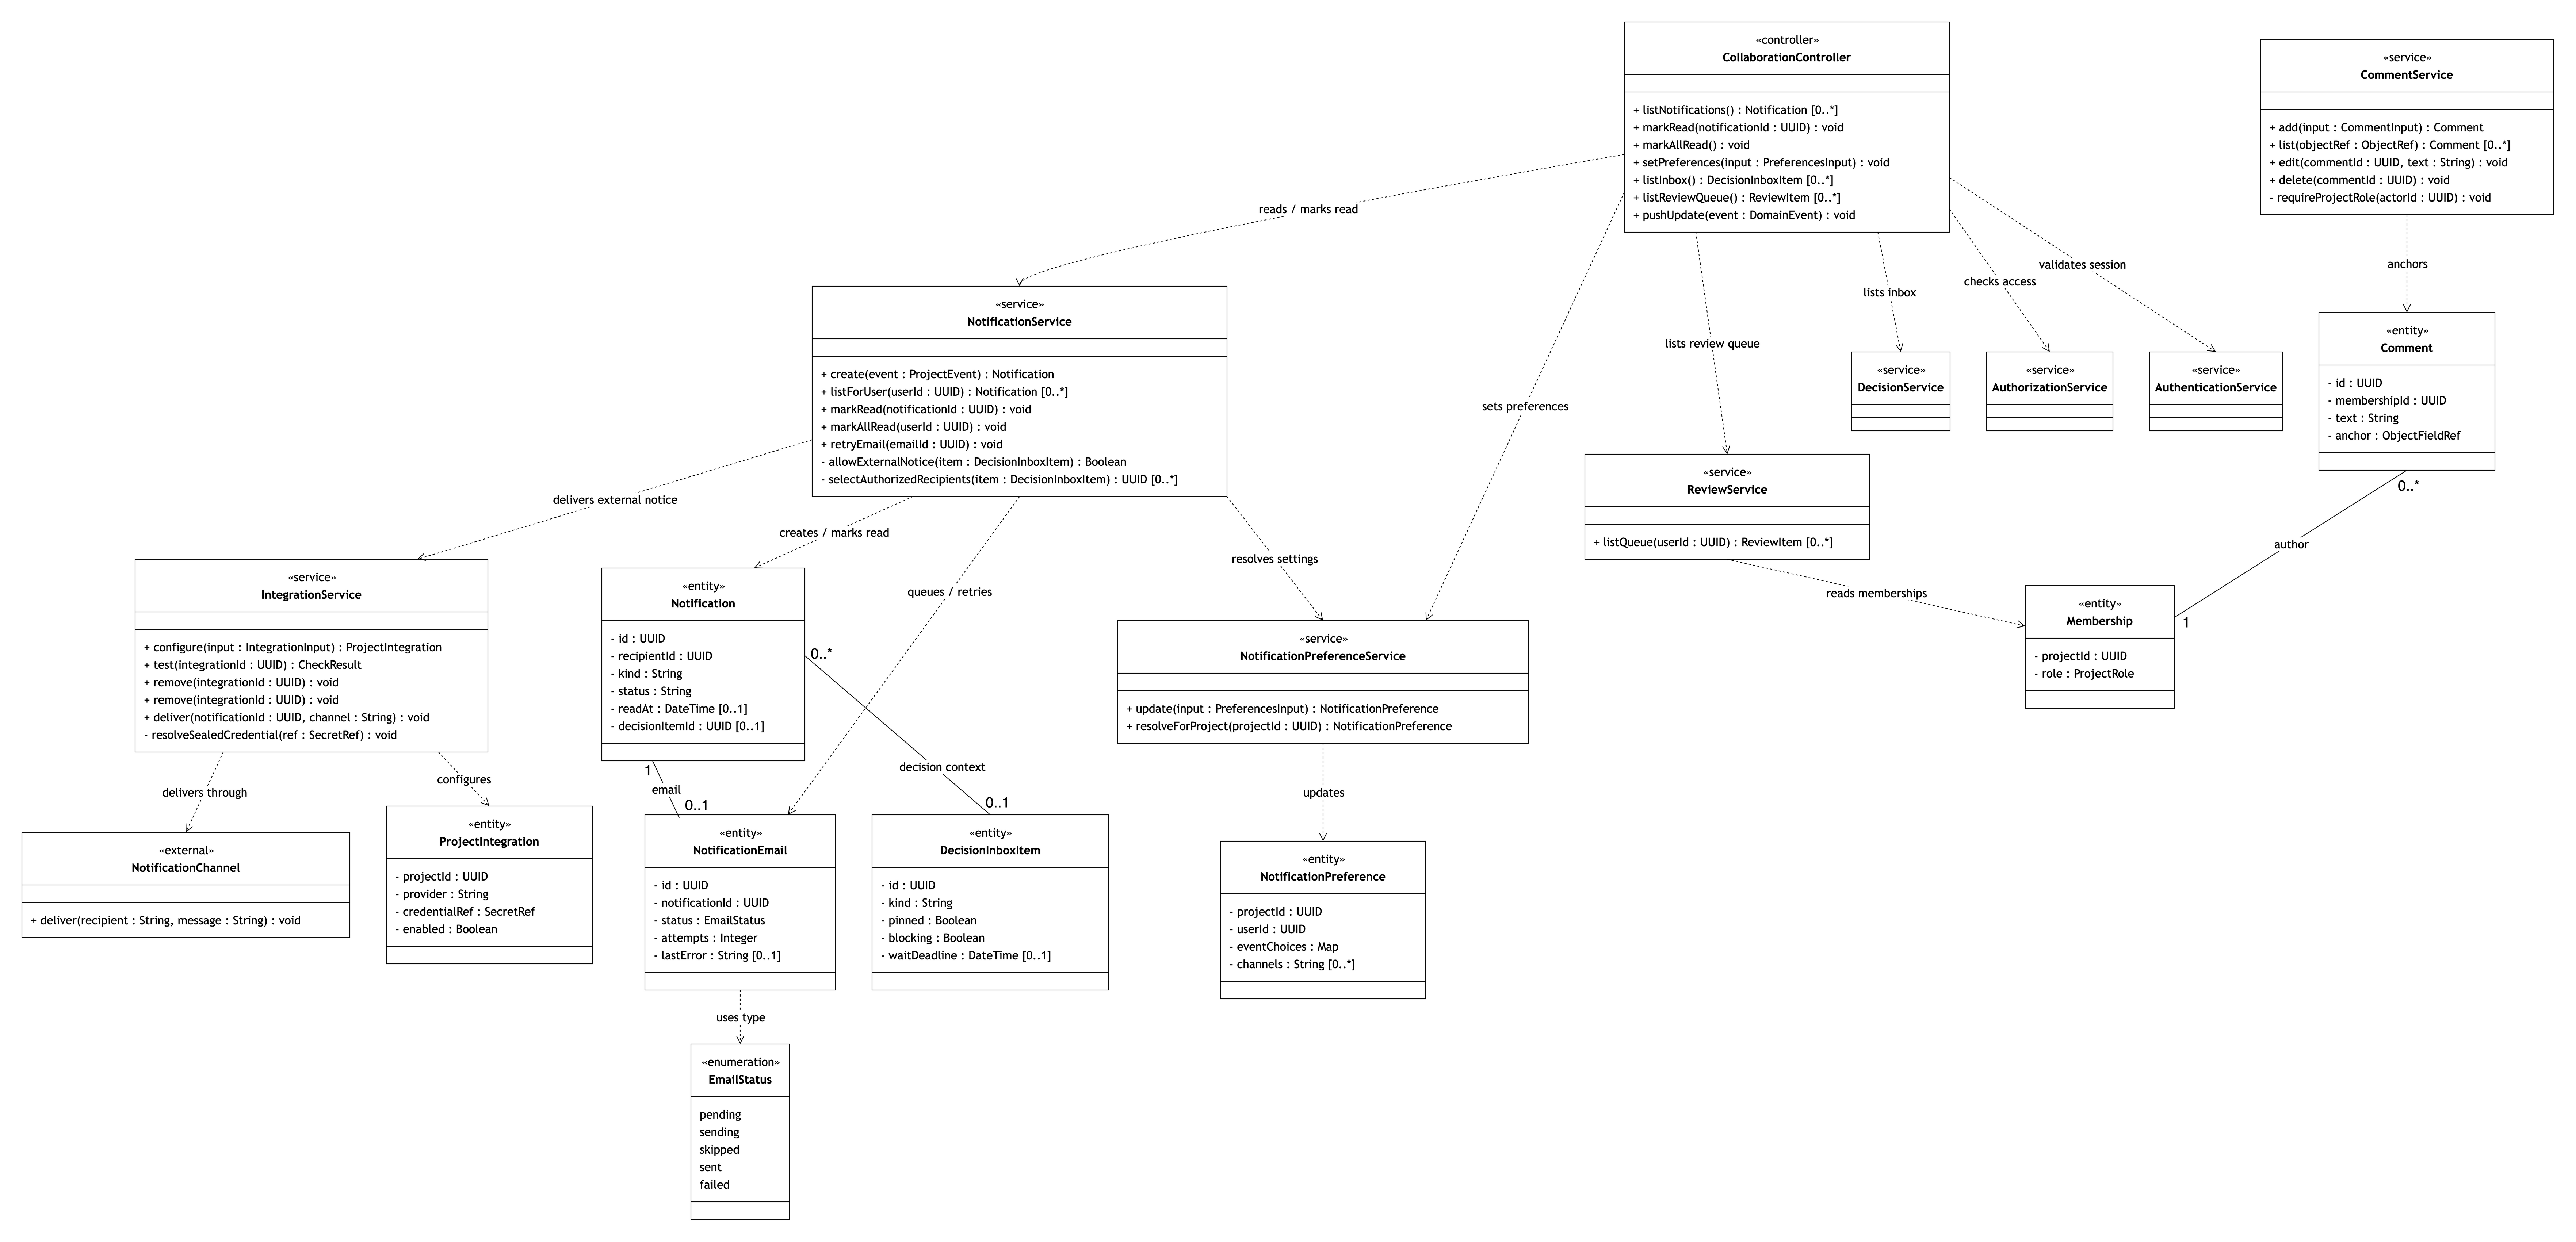 «controller»
CollaborationController
+ listNotifications() : Notification [0..*]
+ markRead(notificationId : UUID) : void
+ markAllRead() : void
+ setPreferences(input : PreferencesInput) : void
+ listInbox() : DecisionInboxItem [0..*]
+ listReviewQueue() : ReviewItem [0..*]
+ pushUpdate(event : DomainEvent) : void
«service»
CommentService
+ add(input : CommentInput) : Comment
+ list(objectRef : ObjectRef) : Comment [0..*]
+ edit(commentId : UUID, text : String) : void
+ delete(commentId : UUID) : void
- requireProjectRole(actorId : UUID) : void
reads / marks read
validates session
anchors
checks access
lists inbox
lists review queue
sets preferences
«service»
NotificationService
+ create(event : ProjectEvent) : Notification
+ listForUser(userId : UUID) : Notification [0..*]
+ markRead(notificationId : UUID) : void
+ markAllRead(userId : UUID) : void
+ retryEmail(emailId : UUID) : void
- allowExternalNotice(item : DecisionInboxItem) : Boolean
- selectAuthorizedRecipients(item : DecisionInboxItem) : UUID [0..*]
«service»
DecisionService
«service»
AuthorizationService
«service»
AuthenticationService
«entity»
Comment
- id : UUID
- membershipId : UUID
- text : String
- anchor : ObjectFieldRef
0..*
author
1
«service»
ReviewService
+ listQueue(userId : UUID) : ReviewItem [0..*]
reads memberships
«entity»
Membership
- projectId : UUID
- role : ProjectRole
delivers external notice
creates / marks read
queues / retries
resolves settings
«service»
IntegrationService
+ configure(input : IntegrationInput) : ProjectIntegration
+ test(integrationId : UUID) : CheckResult
+ remove(integrationId : UUID) : void
+ remove(integrationId : UUID) : void
+ deliver(notificationId : UUID, channel : String) : void
- resolveSealedCredential(ref : SecretRef) : void
«entity»
Notification
- id : UUID
- recipientId : UUID
- kind : String
- status : String
- readAt : DateTime [0..1]
- decisionItemId : UUID [0..1]
0..*
decision context
0..1
1
email
0..1
«service»
NotificationPreferenceService
+ update(input : PreferencesInput) : NotificationPreference
+ resolveForProject(projectId : UUID) : NotificationPreference
delivers through
configures
updates
«external»
NotificationChannel
+ deliver(recipient : String, message : String) : void
«entity»
ProjectIntegration
- projectId : UUID
- provider : String
- credentialRef : SecretRef
- enabled : Boolean
«entity»
NotificationEmail
- id : UUID
- notificationId : UUID
- status : EmailStatus
- attempts : Integer
- lastError : String [0..1]
«entity»
DecisionInboxItem
- id : UUID
- kind : String
- pinned : Boolean
- blocking : Boolean
- waitDeadline : DateTime [0..1]
«entity»
NotificationPreference
- projectId : UUID
- userId : UUID
- eventChoices : Map
- channels : String [0..*]
uses type
«enumeration»
EmailStatus
pending
sending
skipped
sent
failed